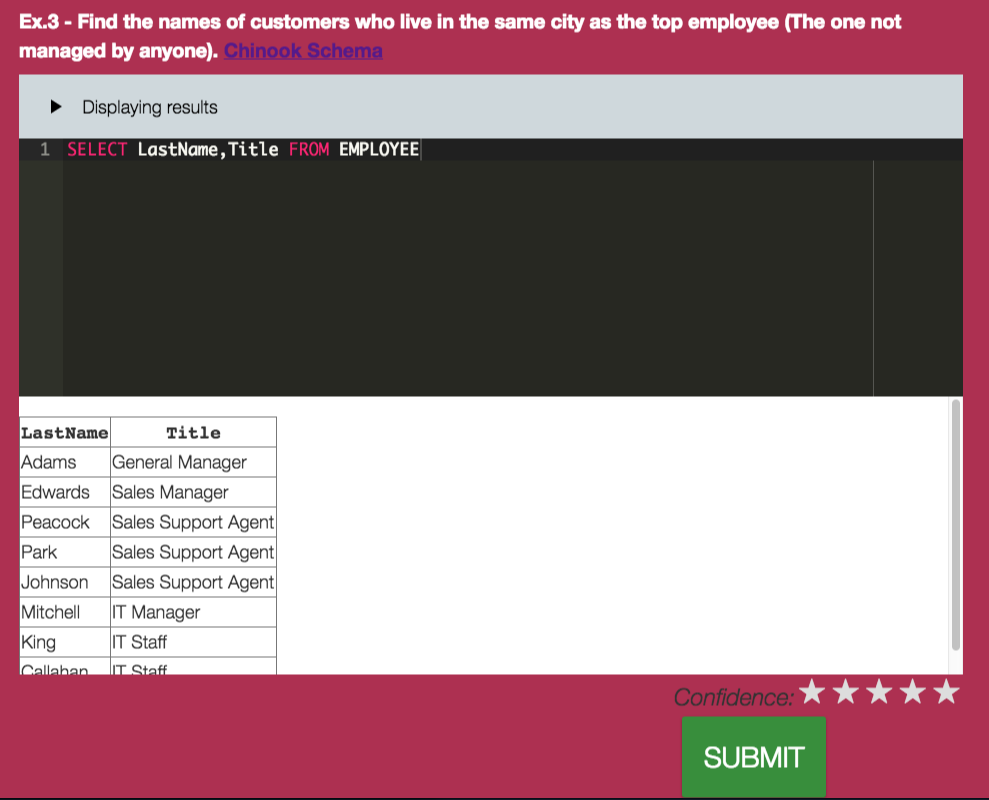 Ex.3 - Find the names of customers who live in the same city as the top employee (The one not
managed by anyone). Chinook Schema
Displaying results
1 SELECT LastName,Title FROM EMPLOYEE
LastName Title
Adams General Manager
Edwards Sales Manager
Peacock Sales Support Agent
Park Sales Support Agent
Johnson Sales Support Agent
Mitchell IT Manager
King IT Staff
Callahan IT Staff
Confidence:
SUBMIT